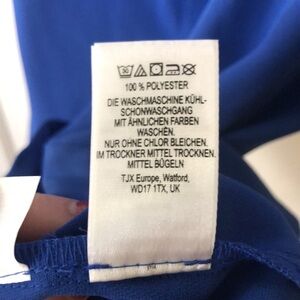 100 % POLYESTER
DIE WASCHMASCHINE KÜHL-
SCHONWASCHGANG
MIT ÄHNLICHEN FARBEN
WASCHEN.
NUR OHNE CHLOR BLEICHEN.
IM TROCKNER MITTEL TROCKNEN.
MITTEL BÜGELN
TJX Europe, Watford,
WD17 1TX, UK